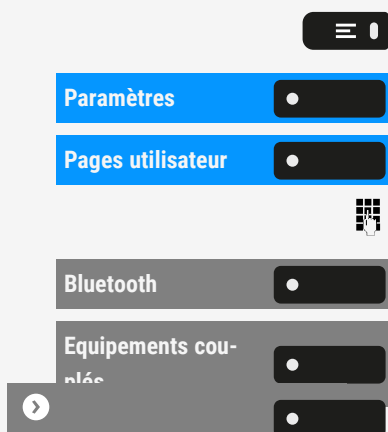 Paramètres
Pages utilisateur
Bluetooth
Equipements cou-
plés